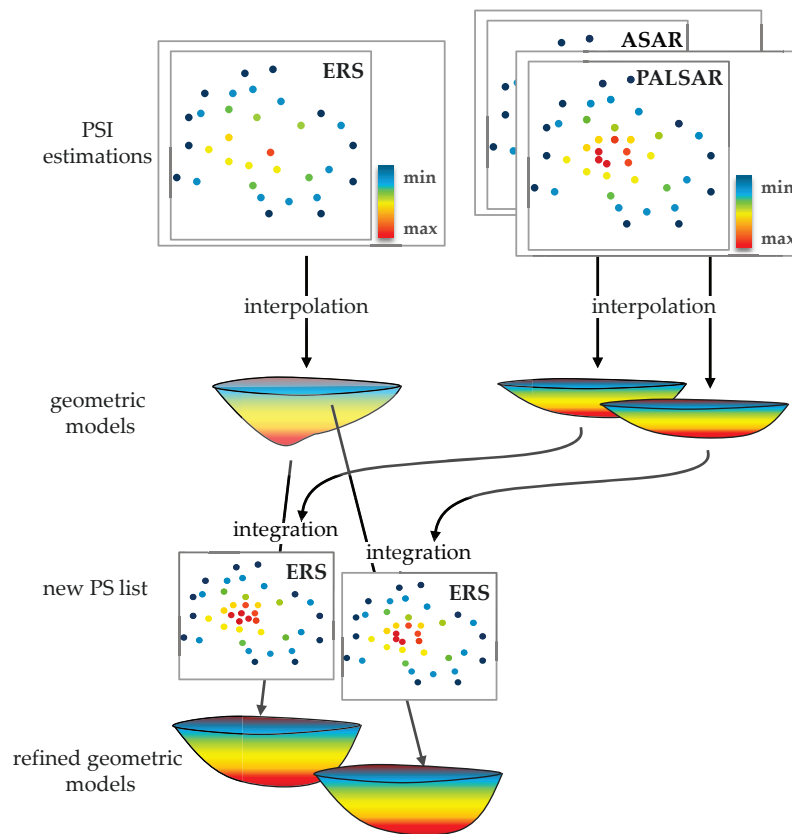 ERS
ASAR
PALSAR
PSI
estimations
min
max
min
max
interpolation
interpolation
geometric
models
integration
integration
new PS list
ERS
ERS
refined geometric
models